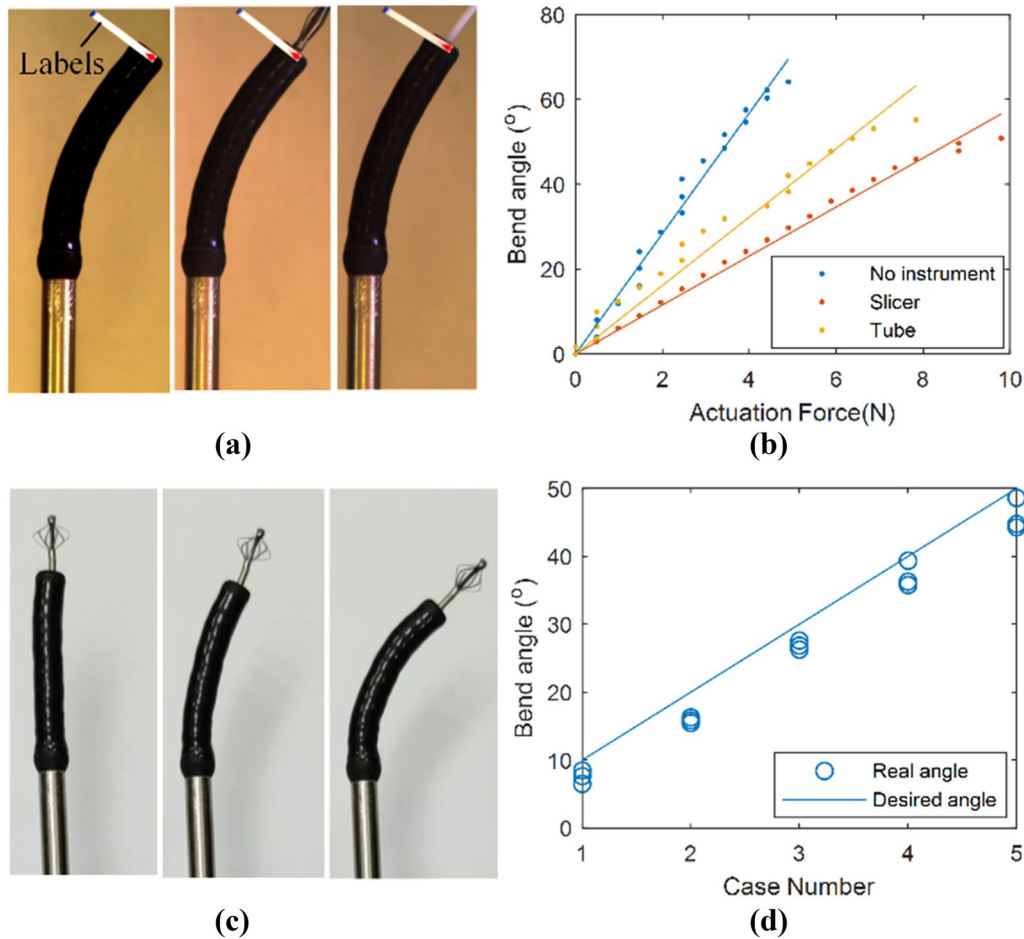 Labels
80
60
40
20
0
Bend angle (°)
No instrument
Slicer
Tube
0 2 4 6 8 10
Actuation Force(N)
(a)
(b)
50
40
30
20
10
0
Bend angle (°)
Real angle
Desired angle
1 2 3 4 5
Case Number
(c)
(d)